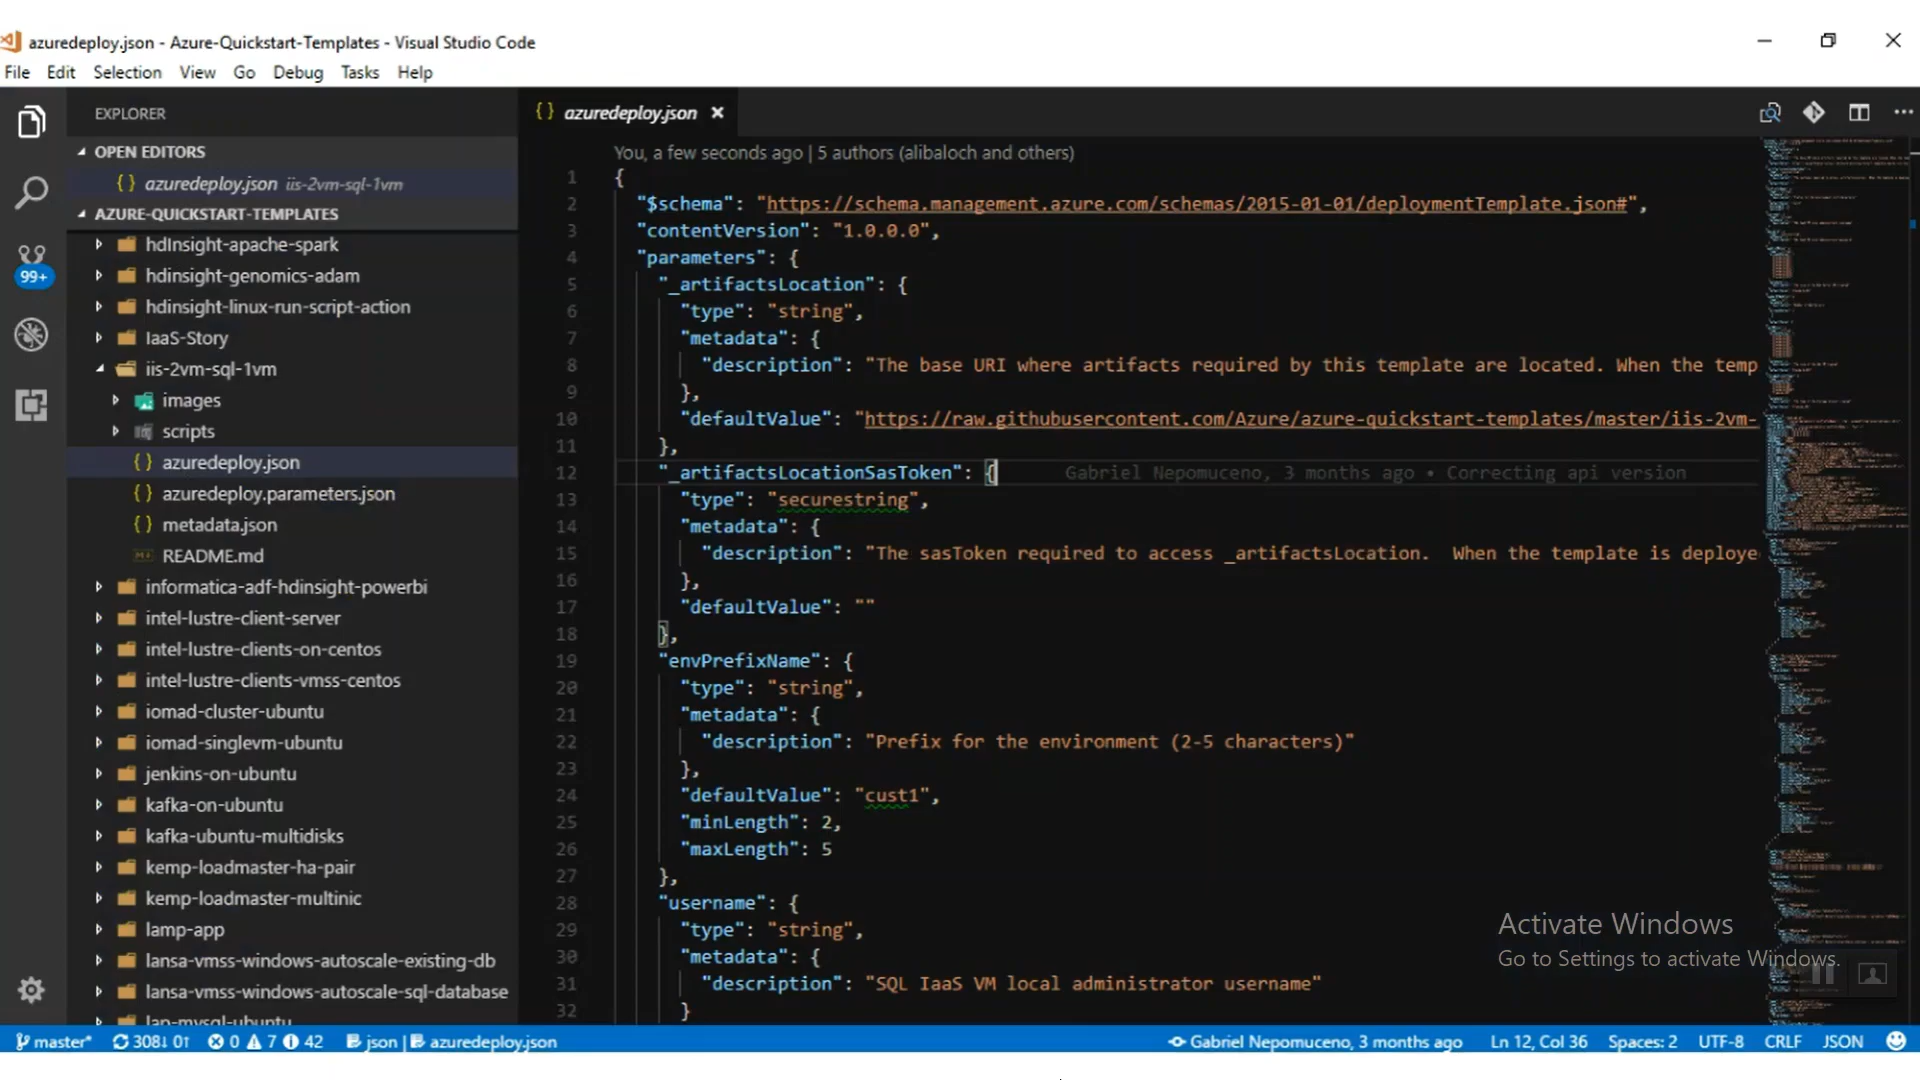 azuredeploy.json - Azure-Quickstart-Templates - Visual Studio Code
File Edit Selection View Go Debug Tasks Help
EXPLORER
OPEN EDITORS
{} azuredeploy.json iis-2vm-sql-1vm
AZURE-QUICKSTART-TEMPLATES
hdInsight-apache-spark
hdinsight-genomics-adam
hdinsight-linux-run-script-action
IaaS-Story
iis-2vm-sql-1vm
images
scripts
{} azuredeploy.json
{} azuredeploy.parameters.json
{} metadata.json
README.md
informatica-adf-hdinsight-powerbi
intel-lustre-client-server
intel-lustre-clients-on-centos
intel-lustre-clients-vmss-centos
iomad-cluster-ubuntu
iomad-singlevm-ubuntu
jenkins-on-ubuntu
kafka-on-ubuntu
kafka-ubuntu-multidisks
kemp-loadmaster-ha-pair
kemp-loadmaster-multinic
lamp-app
lansa-vmss-windows-autoscale-existing-db
lansa-vmss-windows-autoscale-sql-database
lap-mysql-ubuntu
99+
{} azuredeploy.json
You, a few seconds ago | 5 authors (alibaloch and others)
1 {
2 "$schema": "https://schema.management.azure.com/schemas/2015-01-01/deploymentTemplate.json#",
3 "contentVersion": "1.0.0.0",
4 "parameters": {
5 "_artifactsLocation": {
6 "type": "string",
7 "metadata": {
8 "description": "The base URI where artifacts required by this template are located. When the temp
9 },
10 "defaultValue": "https://raw.githubusercontent.com/Azure/azure-quickstart-templates/master/iis-2vm-
11 },
12 "_artifactsLocationSasToken": { Gabriel Nepomuceno, 3 months ago • Correcting api version
13 "type": "securestring",
14 "metadata": {
15 "description": "The sasToken required to access _artifactsLocation.  When the template is deploye
16 },
17 "defaultValue": ""
18 },
19 "envPrefixName": {
20 "type": "string",
21 "metadata": {
22 "description": "Prefix for the environment (2-5 characters)"
23 },
24 "defaultValue": "cust1",
25 "minLength": 2,
26 "maxLength": 5
27 },
28 "username": {
29 "type": "string",
30 "metadata": {
31 "description": "SQL IaaS VM local administrator username"
32 }
Activate Windows
Go to Settings to activate Windows.
master* 308↓ 0↑ 0 7 42 json | azuredeploy.json Gabriel Nepomuceno, 3 months ago Ln 12, Col 36 Spaces: 2 UTF-8 CRLF JSON